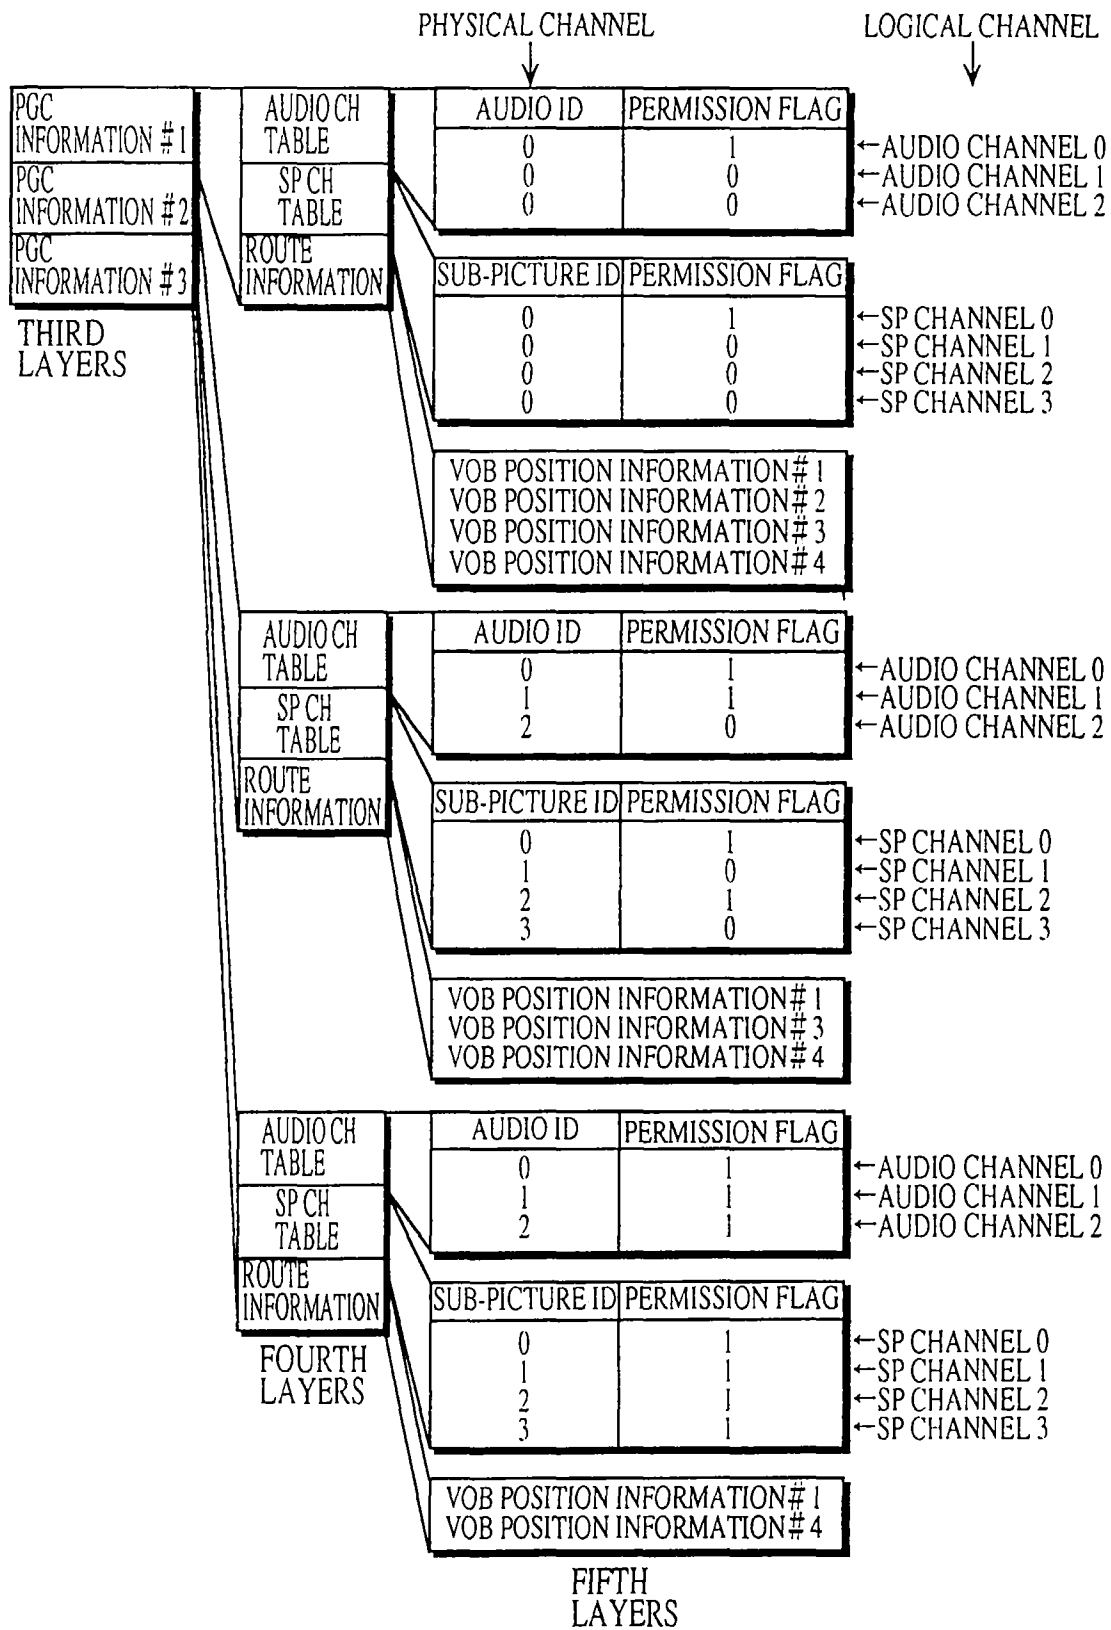 PHYSICAL CHANNEL
LOGICAL CHANNEL
PGC
INFORMATION #1
PGC
INFORMATION #2
PGC
INFORMATION #3
THIRD
LAYERS
AUDIO CH
TABLE
SP CH
TABLE
ROUTE
INFORMATION
AUDIO ID PERMISSION FLAG
0 1 ←AUDIO CHANNEL 0
0 0 ←AUDIO CHANNEL 1
0 0 ←AUDIO CHANNEL 2
SUB-PICTURE ID PERMISSION FLAG
0 1 ←SP CHANNEL 0
0 0 ←SP CHANNEL 1
0 0 ←SP CHANNEL 2
0 0 ←SP CHANNEL 3
VOB POSITION INFORMATION# 1
VOB POSITION INFORMATION# 2
VOB POSITION INFORMATION# 3
VOB POSITION INFORMATION# 4
AUDIO CH
TABLE
SP CH
TABLE
ROUTE
INFORMATION
AUDIO ID PERMISSION FLAG
0 1 ←AUDIO CHANNEL 0
1 1 ←AUDIO CHANNEL 1
2 0 ←AUDIO CHANNEL 2
SUB-PICTURE ID PERMISSION FLAG
0 1 ←SP CHANNEL 0
1 0 ←SP CHANNEL 1
2 1 ←SP CHANNEL 2
3 0 ←SP CHANNEL 3
VOB POSITION INFORMATION# 1
VOB POSITION INFORMATION# 3
VOB POSITION INFORMATION# 4
AUDIO CH
TABLE
SP CH
TABLE
ROUTE
INFORMATION
FOURTH
LAYERS
AUDIO ID PERMISSION FLAG
0 1 ←AUDIO CHANNEL 0
1 1 ←AUDIO CHANNEL 1
2 1 ←AUDIO CHANNEL 2
SUB-PICTURE ID PERMISSION FLAG
0 1 ←SP CHANNEL 0
1 1 ←SP CHANNEL 1
2 1 ←SP CHANNEL 2
3 1 ←SP CHANNEL 3
VOB POSITION INFORMATION# 1
VOB POSITION INFORMATION# 4
FIFTH
LAYERS